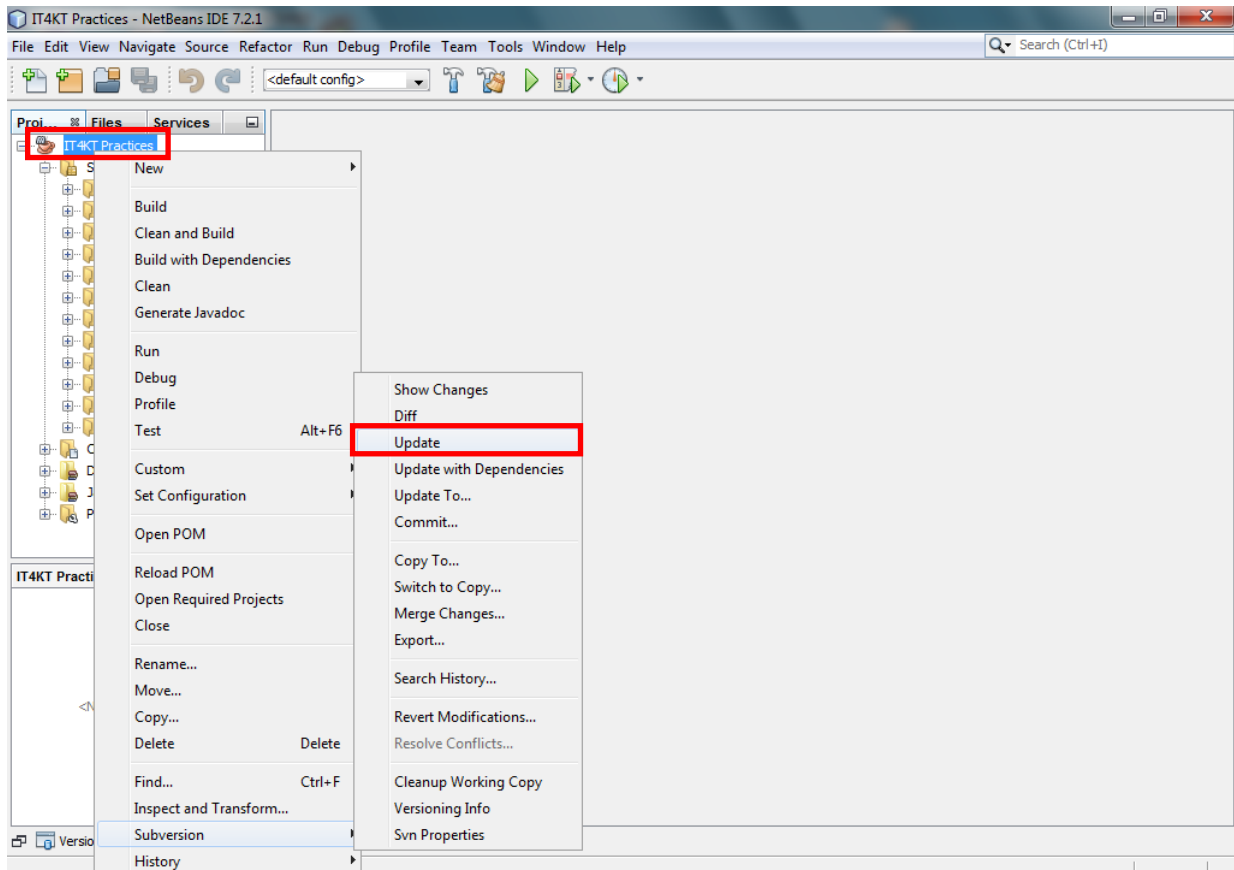 IT4KT Practices - NetBeans IDE 7.2.1
File Edit View Navigate Source Refactor Run Debug Profile Team Tools Window Help
Search (Ctrl+I)
<default config>
Proj... Files Services
IT4KT Practices
S
New
Build
Clean and Build
Build with Dependencies
Clean
Generate Javadoc
Run
Debug
Profile
Test Alt+F6
C
D
Custom
J
Set Configuration
P
Open POM
IT4KT Practi
Reload POM
Open Required Projects
Close
Rename...
Move...
<N
Copy...
Delete Delete
Find... Ctrl+F
Inspect and Transform...
Versio
Subversion
History
Show Changes
Diff
Update
Update with Dependencies
Update To...
Commit...
Copy To...
Switch to Copy...
Merge Changes...
Export...
Search History...
Revert Modifications...
Resolve Conflicts...
Cleanup Working Copy
Versioning Info
Svn Properties